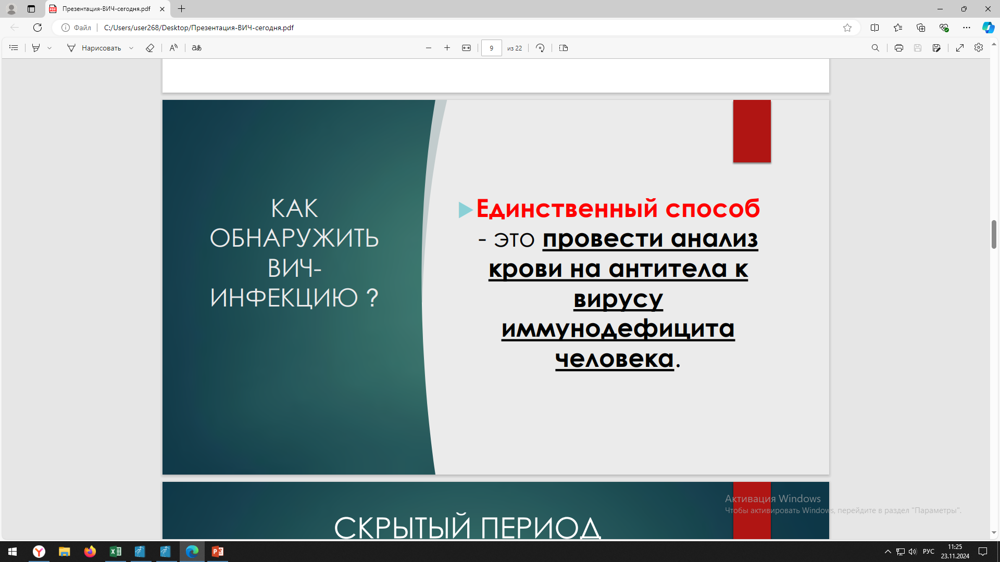 Презентация-ВИЧ-сегодня.pdf
Файл
C:/Users/user268/Desktop/Презентация-ВИЧ-сегодня.pdf
Нарисовать
9
из 22
КАК
ОБНАРУЖИТЬ
ВИЧ-
ИНФЕКЦИЮ ?
Единственный способ
- это провести анализ
крови на антитела к
вирусу
иммунодефицита
человека.
СКРЫТЫЙ ПЕРИОД
Активация Windows
Чтобы активировать Windows, перейдите в раздел "Параметры".
РУС
11:25
23.11.2024